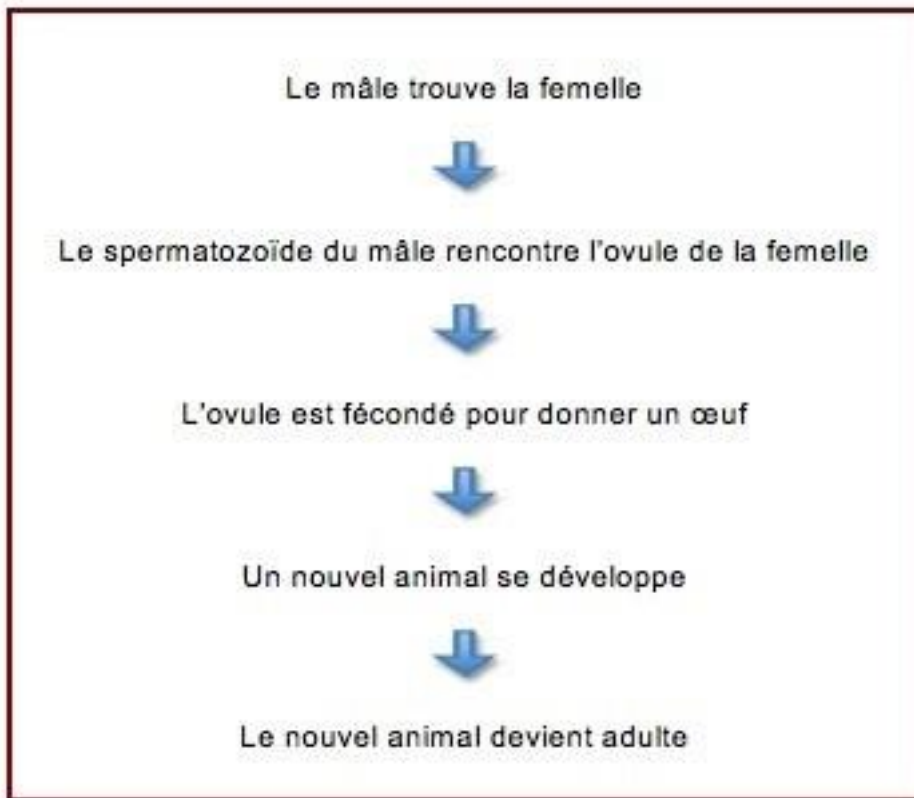 Le mâle trouve la femelle
Le spermatozoïde du mâle rencontre l'ovule de la femelle
L'ovule est fécondé pour donner un œuf
Un nouvel animal se développe
Le nouvel animal devient adulte